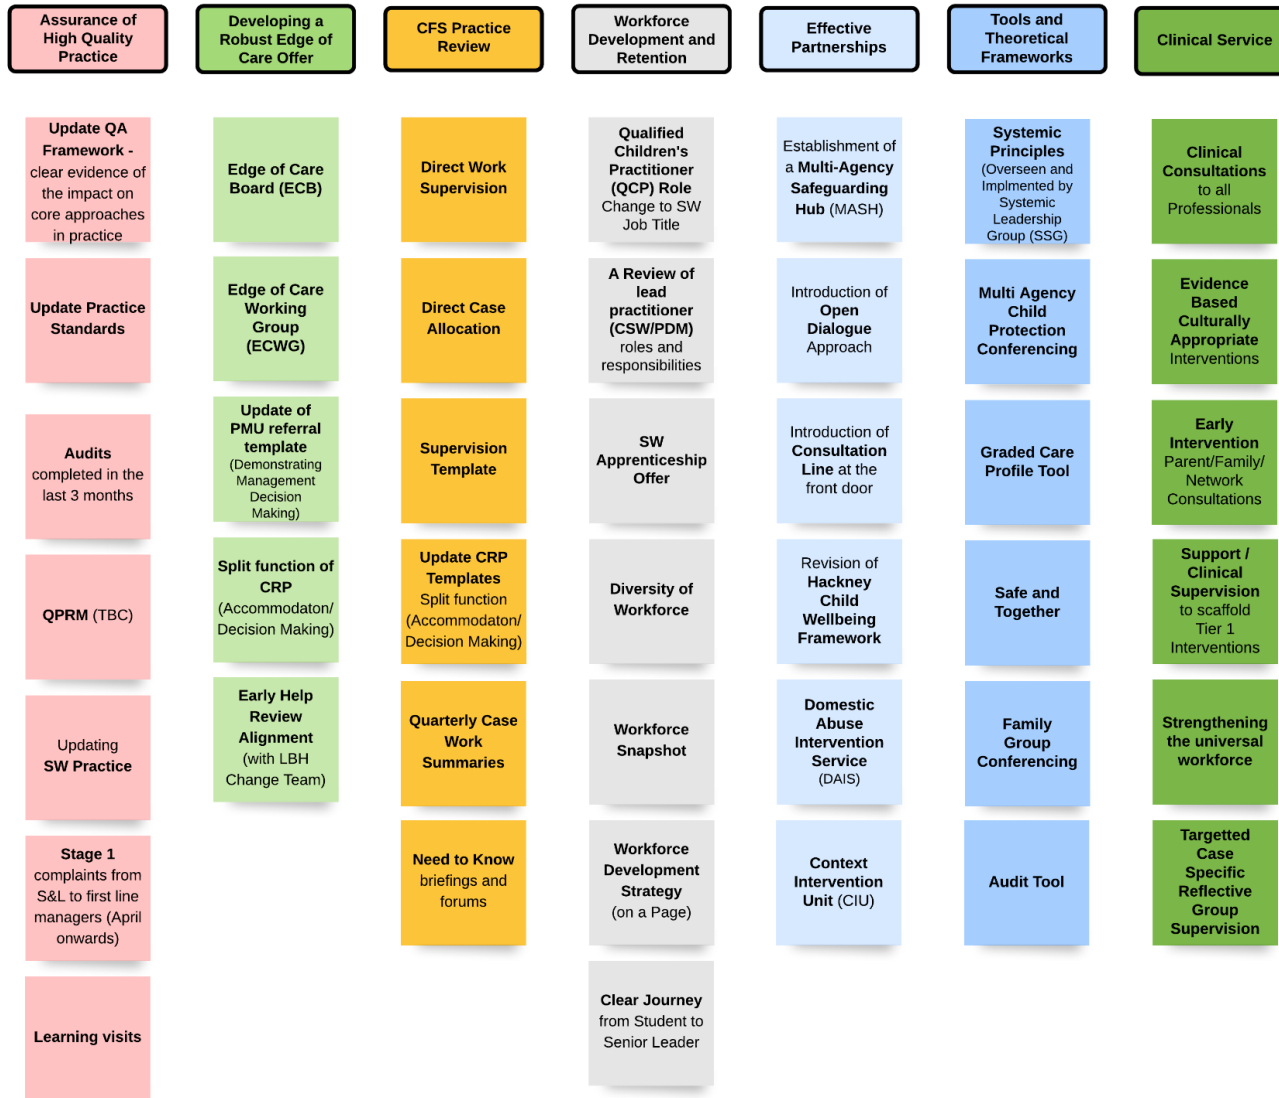 Assurance of
High Quality
Practice
Developing a
Robust Edge of
Care Offer
CFS Practice
Review
Workforce
Development and
Retention
Effective
Partnerships
Tools and
Theoretical
Frameworks
Clinical Service
Update QA
Framework -
clear evidence of
the impact on
core approaches
in practice
Update Practice
Standards
Audits
completed in the
last 3 months
QPRM (TBC)
Updating
SW Practice
Stage 1
complaints from
S&L to first line
managers (April
onwards)
Learning visits
Edge of Care
Board (ECB)
Edge of Care
Working
Group
(ECWG)
Update of
PMU referral
template
(Demonstrating
Management
Decision
Making)
Split function of
CRP
(Accommodaton/
Decision Making)
Early Help
Review
Alignment
(with LBH
Change Team)
Direct Work
Supervision
Direct Case
Allocation
Supervision
Template
Update CRP
Templates
Split function
(Accommodaton/
Decision Making)
Quarterly Case
Work
Summaries
Need to Know
briefings and
forums
Qualified
Children's
Practitioner
(QCP) Role
Change to SW
Job Title
A Review of
lead
practitioner
(CSW/PDM)
roles and
responsibilities
SW
Apprenticeship
Offer
Diversity of
Workforce
Workforce
Snapshot
Workforce
Development
Strategy
(on a Page)
Clear Journey
from Student to
Senior Leader
Establishment of
a Multi-Agency
Safeguarding
Hub (MASH)
Introduction of
Open
Dialogue
Approach
Introduction of
Consultation
Line at the
front door
Revision of
Hackney
Child
Wellbeing
Framework
Domestic
Abuse
Intervention
Service
(DAIS)
Context
Intervention
Unit (CIU)
Systemic
Principles
(Overseen and
Implmented by
Systemic
Leadership
Group (SSG)
Multi Agency
Child
Protection
Conferencing
Graded Care
Profile Tool
Safe and
Together
Family
Group
Conferencing
Audit Tool
Clinical
Consultations
to all
Professionals
Evidence
Based
Culturally
Appropriate
Interventions
Early
Intervention
Parent/Family/
Network
Consultations
Support /
Clinical
Supervision
to scaffold
Tier 1
Interventions
Strengthening
the universal
workforce
Targetted
Case
Specific
Reflective
Group
Supervision